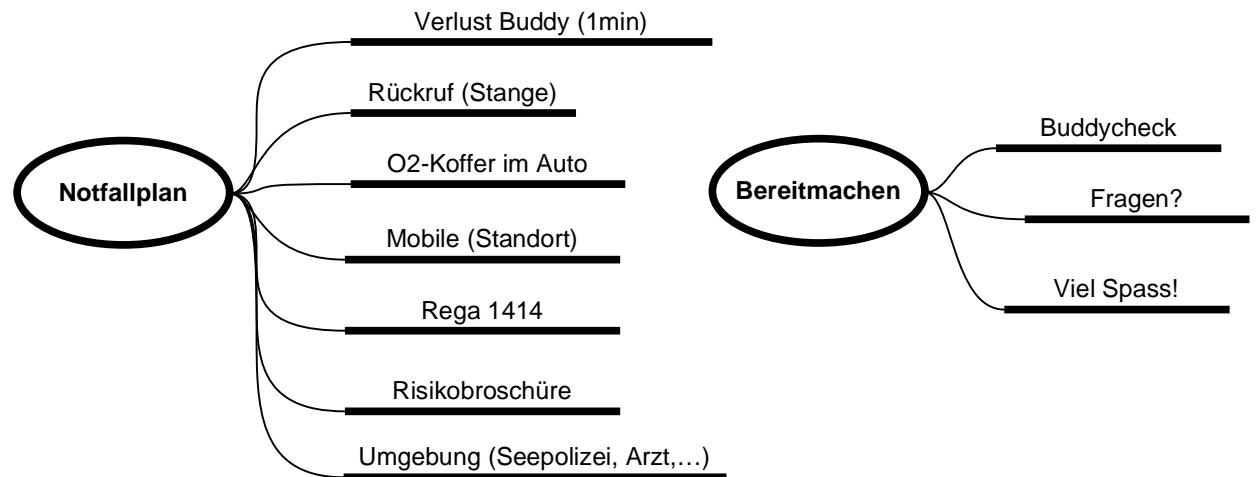 Notfallplan
Verlust Buddy (1min)
Rückruf (Stange)
O2-Koffer im Auto
Mobile (Standort)
Rega 1414
Risikobroschüre
Umgebung (Seepolizei, Arzt,…)
Bereitmachen
Buddycheck
Fragen?
Viel Spass!